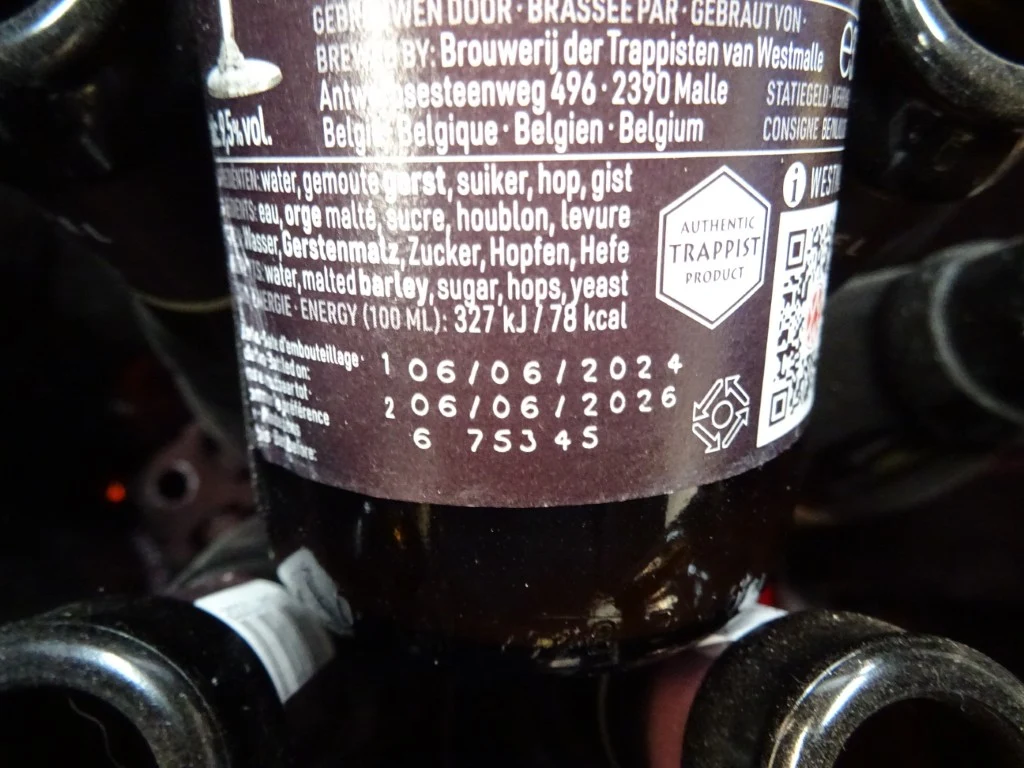 DOOR · BRASSÉE PAR · GEBRAUT VON ·
BY: Brouwerij der Trappisten van Westmalle
496 · 2390 Malle
Belgique · Belgien · Belgium
vol.
STATIEGELD
CONSIGNE
water, gemoute gerst, suiker, hop, gist
eau, orge malté, sucre, houblon, levure
Wasser, Gerstenmalz, Zucker, Hopfen, Hefe
water, malted barley, sugar, hops, yeast
ENERGIE · ENERGY (100 ML): 327 kJ / 78 kcal
AUTHENTIC
TRAPPIST
PRODUCT
d'embouteillage ·
1 06/06/2024
2 06/06/2026
6 75345